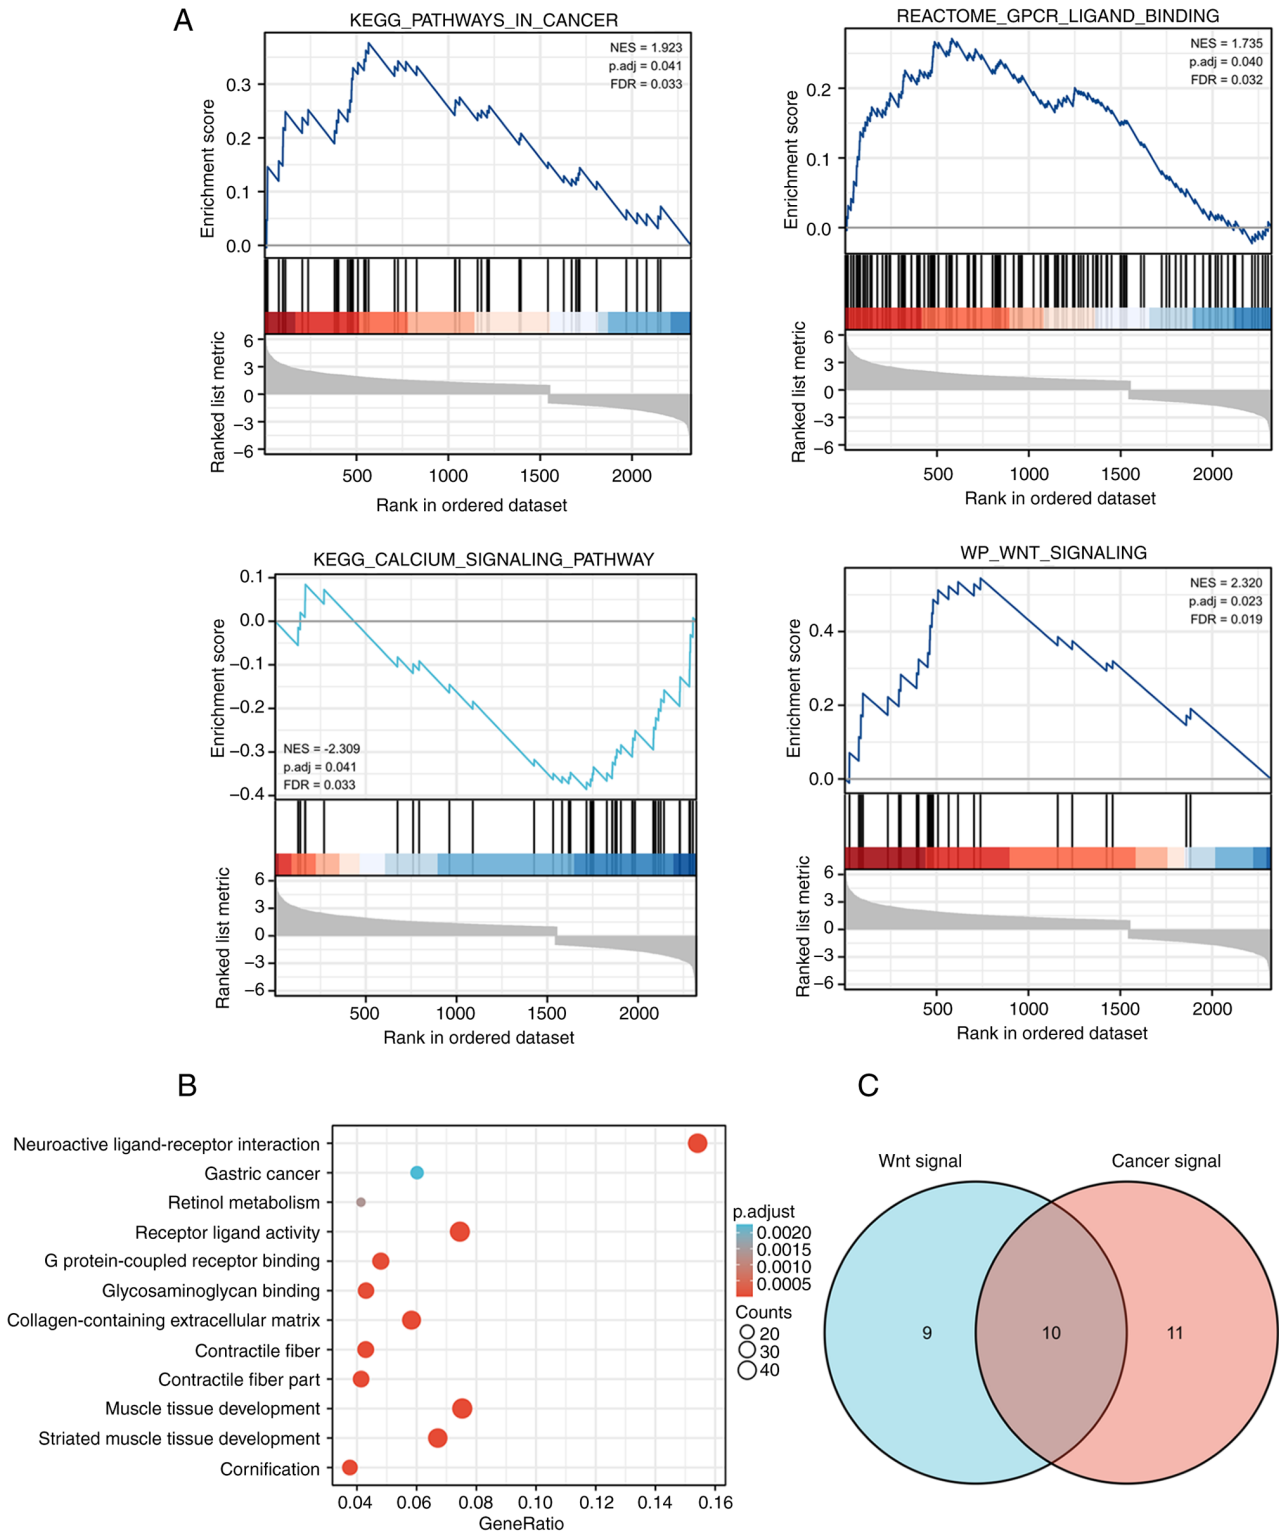 A
KEGG_PATHWAYS_IN_CANCER
NES = 1.923
p.adj = 0.041
FDR = 0.033
Enrichment score
0.3
0.2
0.1
0.0
Ranked list metric
6
3
0
−3
−6
500 1000 1500 2000
Rank in ordered dataset
REACTOME_GPCR_LIGAND_BINDING
NES = 1.735
p.adj = 0.040
FDR = 0.032
Enrichment score
0.2
0.1
0.0
Ranked list metric
6
3
0
−3
−6
500 1000 1500 2000
Rank in ordered dataset
KEGG_CALCIUM_SIGNALING_PATHWAY
Enrichment score
0.1
0.0
−0.1
−0.2
−0.3
−0.4
NES = -2.309
p.adj = 0.041
FDR = 0.033
Ranked list metric
6
3
0
−3
−6
500 1000 1500 2000
Rank in ordered dataset
WP_WNT_SIGNALING
NES = 2.320
p.adj = 0.023
FDR = 0.019
Enrichment score
0.4
0.2
0.0
Ranked list metric
6
3
0
−3
−6
500 1000 1500 2000
Rank in ordered dataset
B
Neuroactive ligand-receptor interaction
Gastric cancer
Retinol metabolism
Receptor ligand activity
G protein-coupled receptor binding
Glycosaminoglycan binding
Collagen-containing extracellular matrix
Contractile fiber
Contractile fiber part
Muscle tissue development
Striated muscle tissue development
Cornification
0.04 0.06 0.08 0.10 0.12 0.14 0.16
GeneRatio
p.adjust
0.0020
0.0015
0.0010
0.0005
Counts
20
30
40
C
Wnt signal Cancer signal
9 10 11